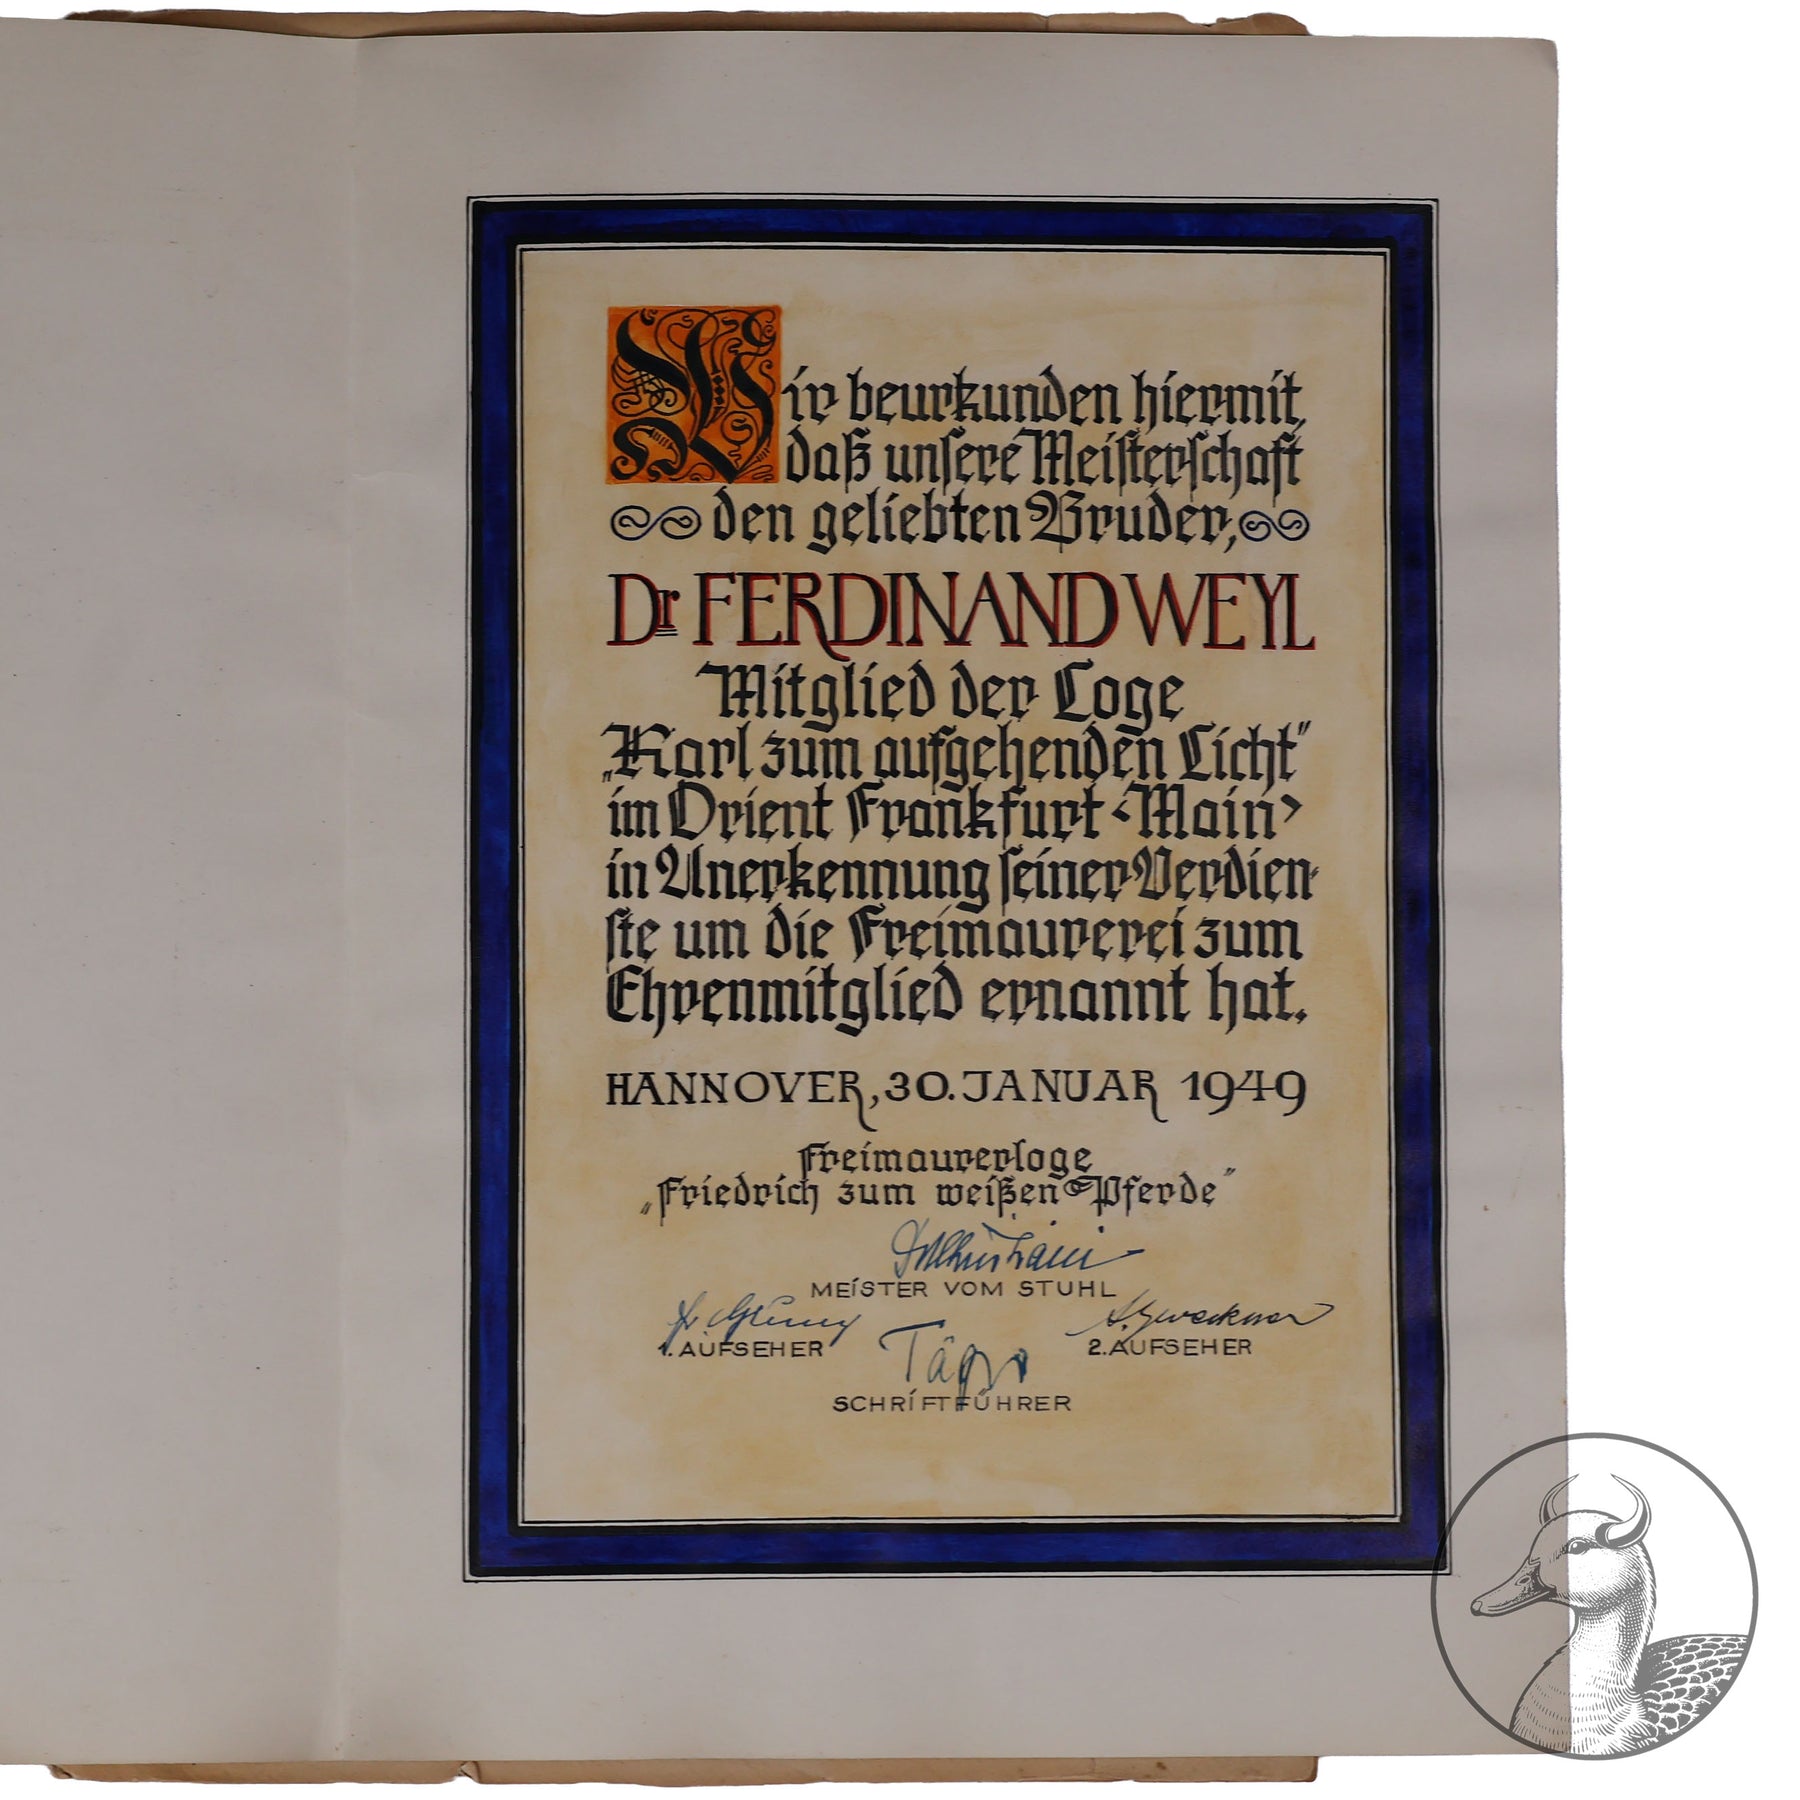 Wir beurkunden hiermit,
daß unsere Meisterschaft
den geliebten Bruder,
Dr FERDINAND WEYL
Mitglied der Loge
„Karl zum aufgehenden Licht"
im Orient Frankfurt <Main>
in Anerkennung seiner Verdien-
ste um die Freimaurerei zum
Ehrenmitglied ernannt hat.
HANNOVER, 30. JANUAR 1949
Freimaurerloge
„Friedrich zum weißen Pferde"
MEISTER VOM STUHL
1. AUFSEHER
2. AUFSEHER
SCHRIFTFÜHRER